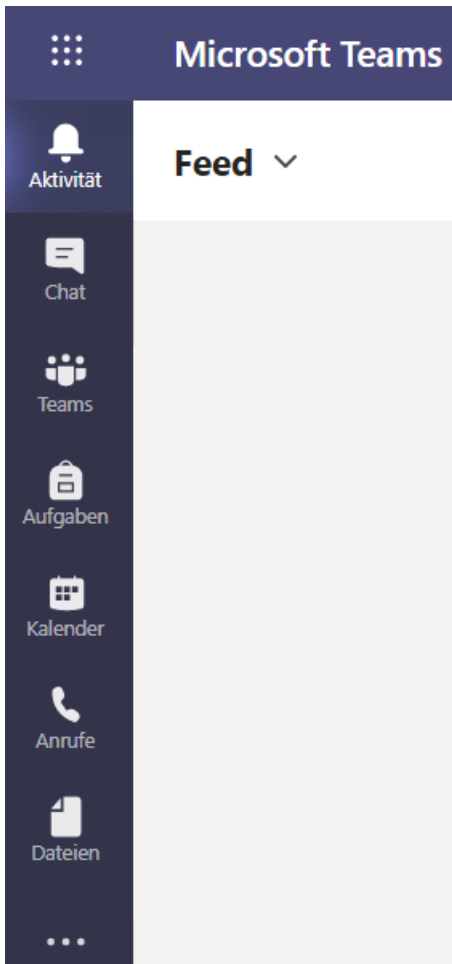 Microsoft Teams
Aktivität
Feed
Chat
Teams
Aufgaben
Kalender
Anrufe
Dateien